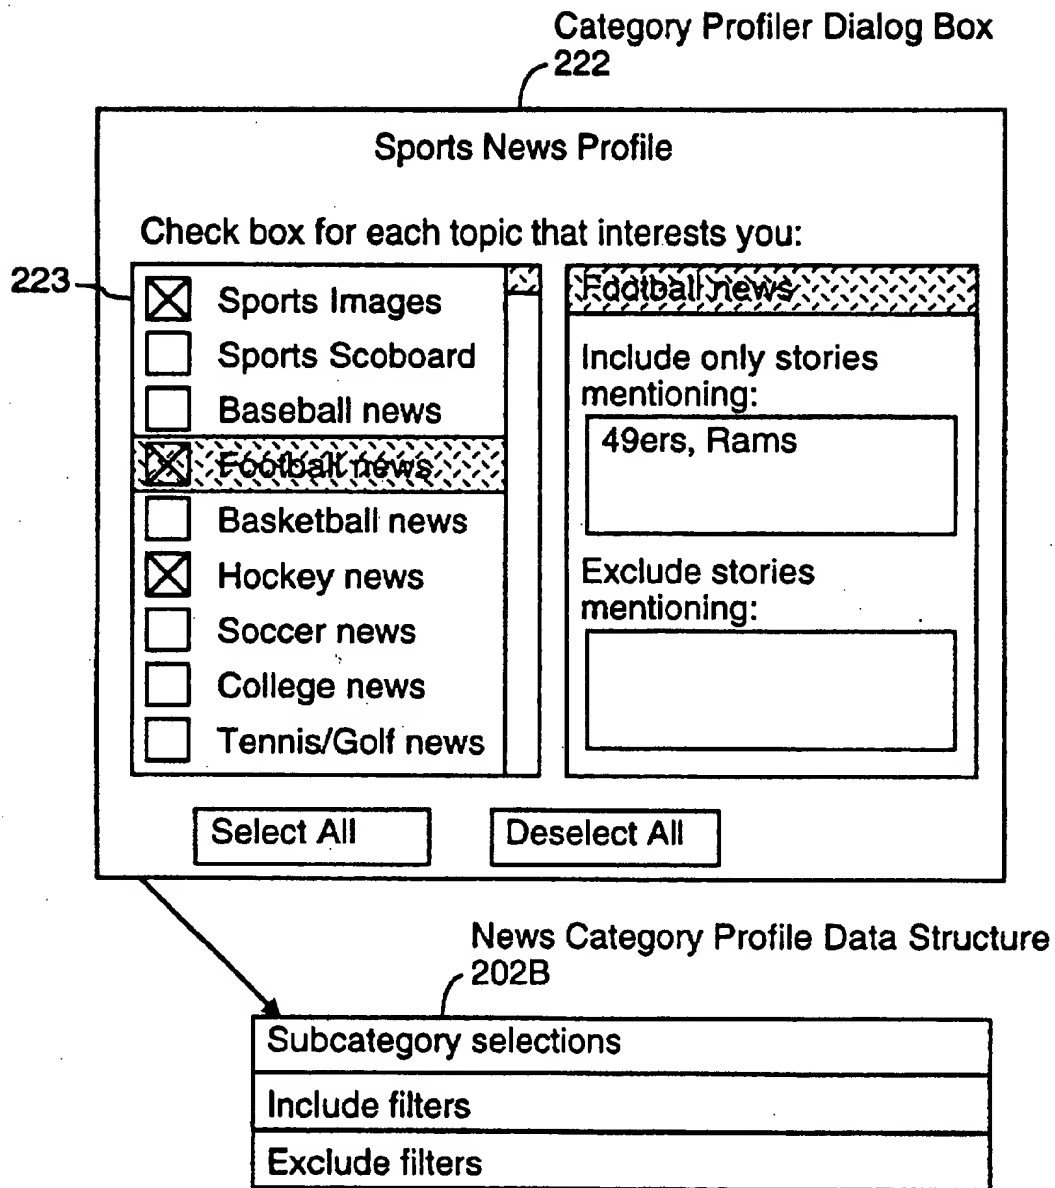 Category Profiler Dialog Box
222
Sports News Profile
Check box for each topic that interests you:
223
Sports Images
Sports Scoboard
Baseball news
Football news
Basketball news
Hockey news
Soccer news
College news
Tennis/Golf news
Football news
Include only stories
mentioning:
49ers, Rams
Exclude stories
mentioning:
Select All
Deselect All
News Category Profile Data Structure
202B
Subcategory selections
Include filters
Exclude filters